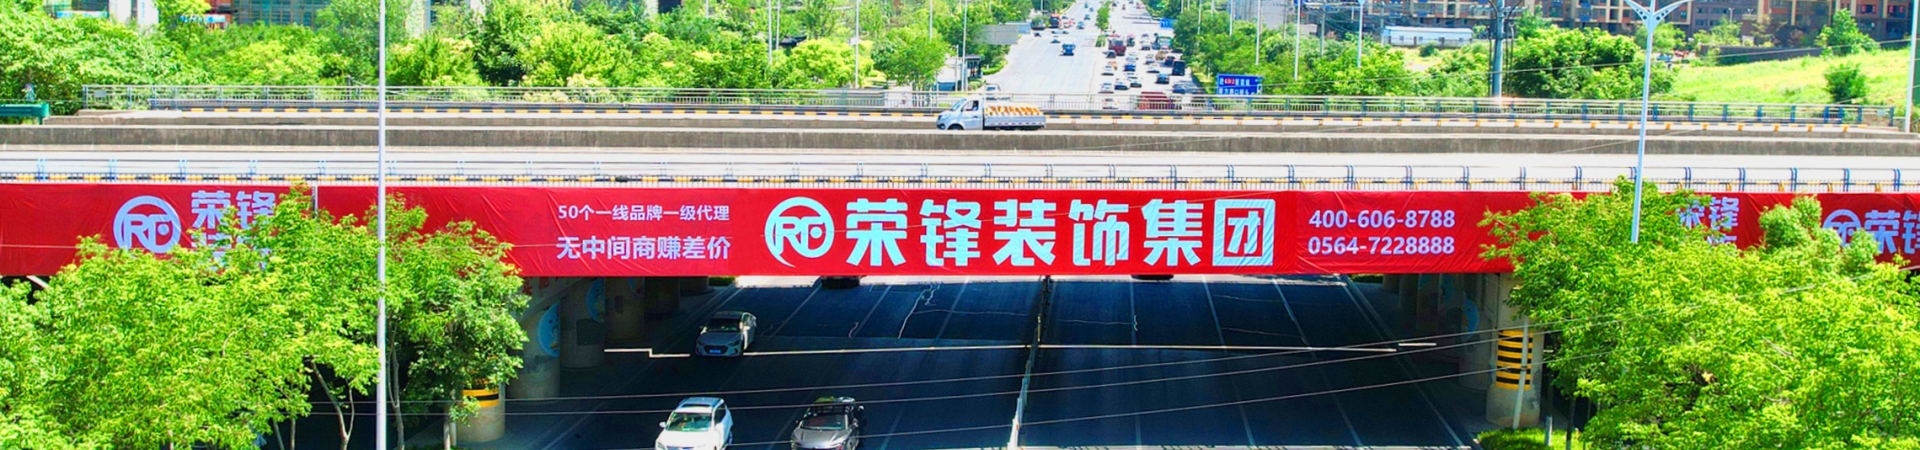 荣锋
50个一线品牌一级代理
无中间商赚差价
RF
荣锋装饰集团
400-606-8788
0564-7228888
荣锋
荣锋